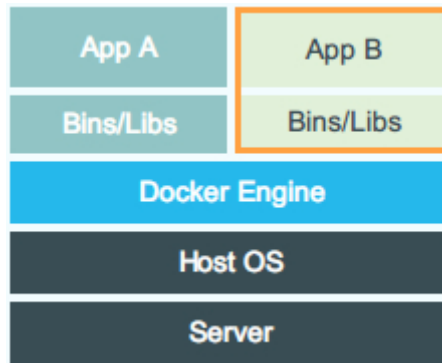 App A
App B
Bins/Libs
Bins/Libs
Docker Engine
Host OS
Server